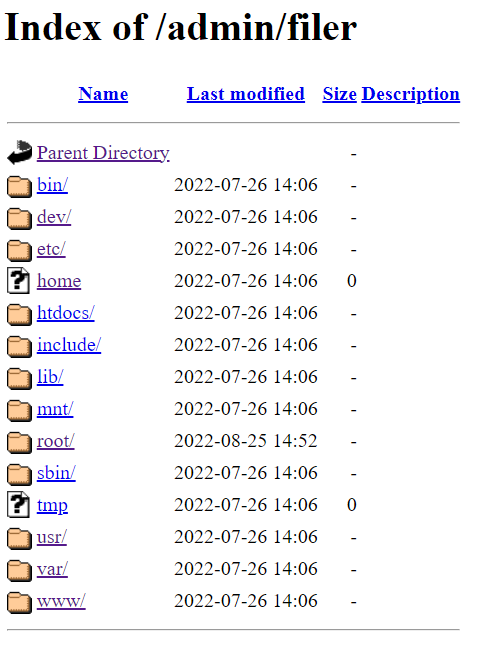 Index of /admin/filer
Name Last modified Size Description
Parent Directory -
bin/ 2022-07-26 14:06 -
dev/ 2022-07-26 14:06 -
etc/ 2022-07-26 14:06 -
home 2022-07-26 14:06 0
htdocs/ 2022-07-26 14:06 -
include/ 2022-07-26 14:06 -
lib/ 2022-07-26 14:06 -
mnt/ 2022-07-26 14:06 -
root/ 2022-08-25 14:52 -
sbin/ 2022-07-26 14:06 -
tmp 2022-07-26 14:06 0
usr/ 2022-07-26 14:06 -
var/ 2022-07-26 14:06 -
www/ 2022-07-26 14:06 -